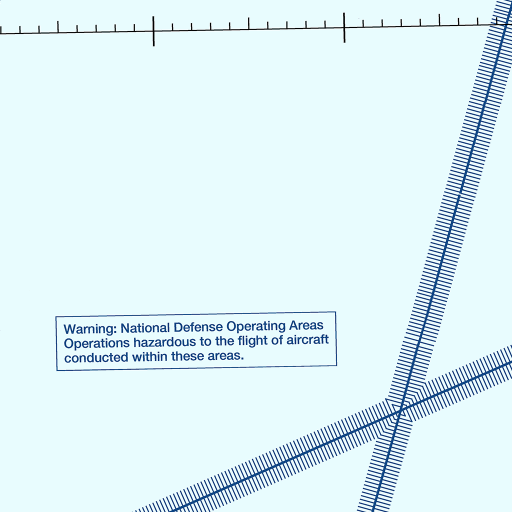 Warning: National Defense Operating Areas
Operations hazardous to the flight of aircraft
conducted within these areas.